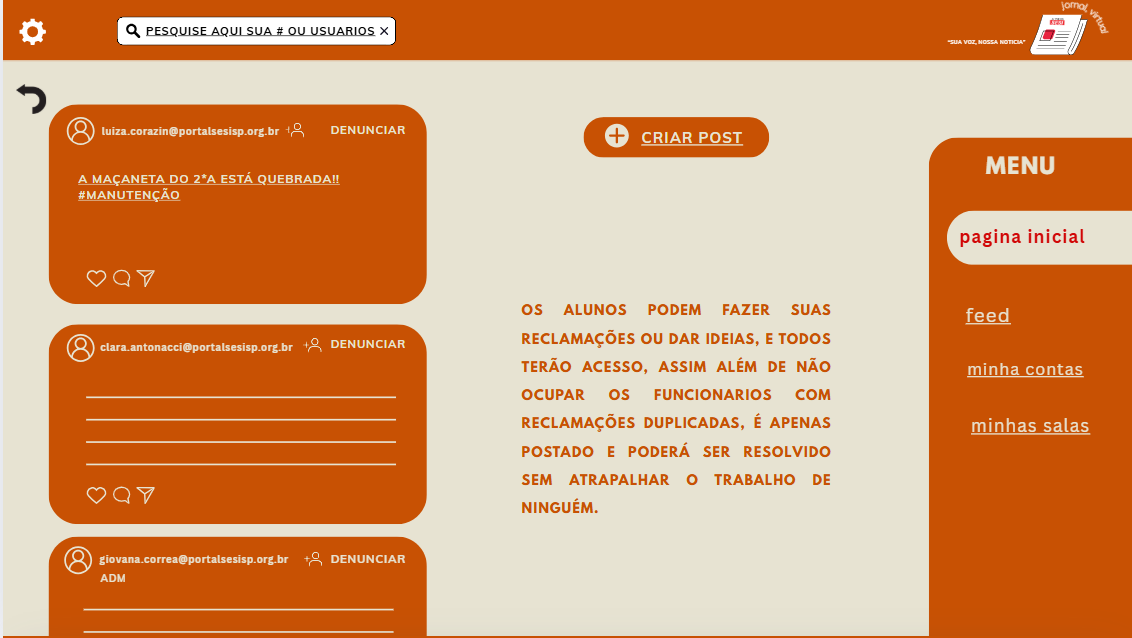 PESQUISE AQUI SUA # OU USUARIOS
"SUA VOZ, NOSSA NOTICIA"
jornal virtual
luiza.corazin@portalsesisp.org.br
DENUNCIAR
A MAÇANETA DO 2°A ESTÁ QUEBRADA!!
#MANUTENÇÃO
clara.antonacci@portalsesisp.org.br
DENUNCIAR
giovana.correa@portalsesisp.org.br
DENUNCIAR
ADM
CRIAR POST
OS ALUNOS PODEM FAZER SUAS
RECLAMAÇÕES OU DAR IDEIAS, E TODOS
TERÃO ACESSO, ASSIM ALÉM DE NÃO
OCUPAR OS FUNCIONARIOS COM
RECLAMAÇÕES DUPLICADAS, É APENAS
POSTADO E PODERÁ SER RESOLVIDO
SEM ATRAPALHAR O TRABALHO DE
NINGUÉM.
MENU
pagina inicial
feed
minha contas
minhas salas